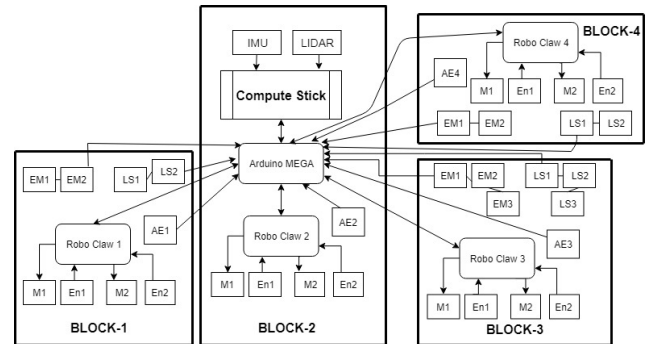 IMU LIDAR
Compute Stick
Arduino MEGA
AE2
Robo Claw 2
M1 En1 M2 En2
BLOCK-2
EM1 EM2 LS1 LS2
AE1
Robo Claw 1
M1 En1 M2 En2
BLOCK-1
BLOCK-4
Robo Claw 4
AE4
M1 En1 M2 En2
EM1 EM2 LS1 LS2
EM1 EM2 LS1 LS2
EM3 LS3
AE3
Robo Claw 3
M1 En1 M2 En2
BLOCK-3